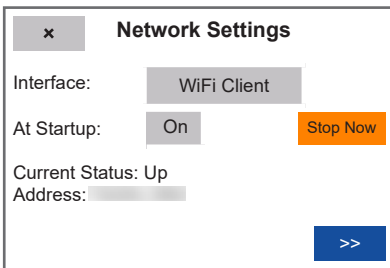 × Network Settings
Interface: WiFi Client
At Startup: On Stop Now
Current Status: Up
Address:
>>